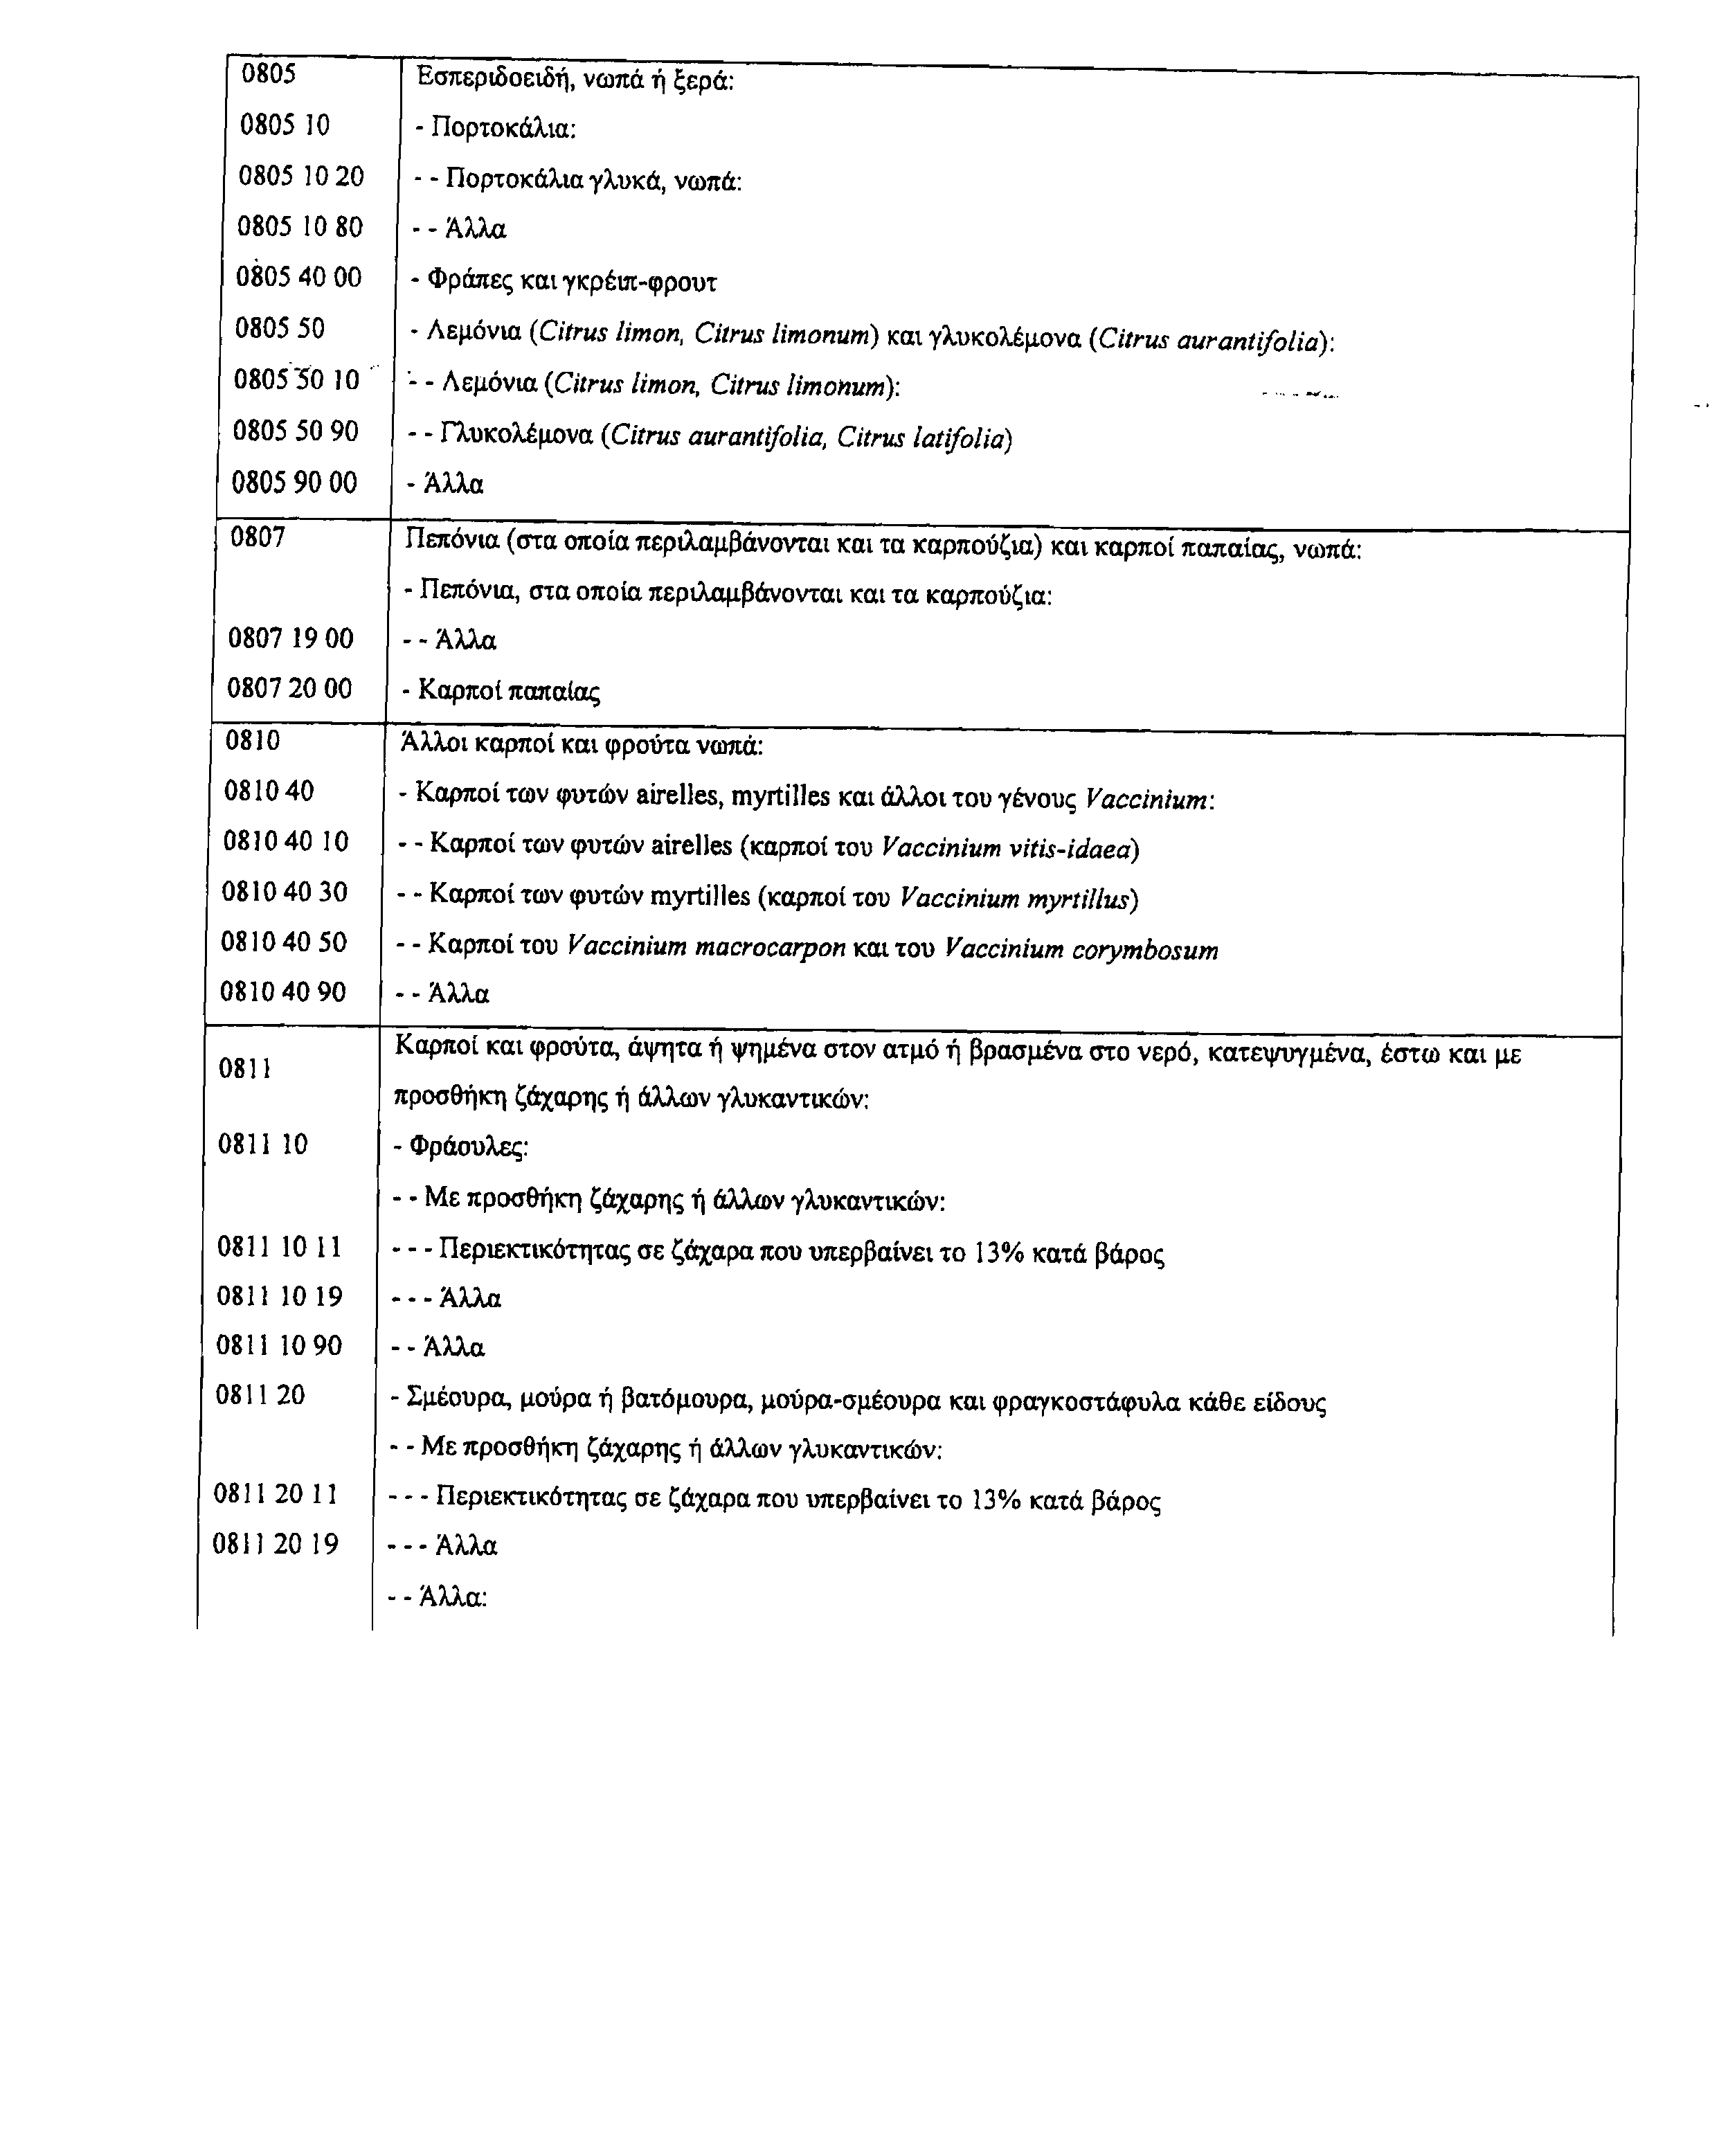 0805 Εσπεριδοειδή, νωπά ή ξερά:
0805 10 - Πορτοκάλια:
0805 10 20 - - Πορτοκάλια γλυκά, νωπά:
0805 10 80 - - Άλλα
0805 40 00 - Φράπες και γκρέιπ-φρουτ
0805 50 - Λεμόνια (Citrus limon, Citrus limonum) και γλυκολέμονα (Citrus aurantifolia):
0805 50 10 - - Λεμόνια (Citrus limon, Citrus limonum):
0805 50 90 - - Γλυκολέμονα (Citrus aurantifolia, Citrus latifolia)
0805 90 00 - Άλλα
0807 Πεπόνια (στα οποία περιλαμβάνονται και τα καρπούζια) και καρποί παπαίας, νωπά:
- Πεπόνια, στα οποία περιλαμβάνονται και τα καρπούζια:
0807 19 00 - - Άλλα
0807 20 00 - Καρποί παπαίας
0810 Άλλοι καρποί και φρούτα νωπά:
0810 40 - Καρποί των φυτών airelles, myrtilles και άλλοι του γένους Vaccinium:
0810 40 10 - - Καρποί των φυτών airelles (καρποί του Vaccinium vitis-idaea)
0810 40 30 - - Καρποί των φυτών myrtilles (καρποί του Vaccinium myrtillus)
0810 40 50 - - Καρποί του Vaccinium macrocarpon και του Vaccinium corymbosum
0810 40 90 - - Άλλα
0811 Καρποί και φρούτα, άψητα ή ψημένα στον ατμό ή βρασμένα στο νερό, κατεψυγμένα, έστω και με
προσθήκη ζάχαρης ή άλλων γλυκαντικών:
0811 10 - Φράουλες:
- - Με προσθήκη ζάχαρης ή άλλων γλυκαντικών:
0811 10 11 - - - Περιεκτικότητας σε ζάχαρα που υπερβαίνει το 13% κατά βάρος
0811 10 19 - - - Άλλα
0811 10 90 - - Άλλα
0811 20 - Σμέουρα, μούρα ή βατόμουρα, μούρα-σμέουρα και φραγκοστάφυλα κάθε είδους
- - Με προσθήκη ζάχαρης ή άλλων γλυκαντικών:
0811 20 11 - - - Περιεκτικότητας σε ζάχαρα που υπερβαίνει το 13% κατά βάρος
0811 20 19 - - - Άλλα
- - Άλλα: